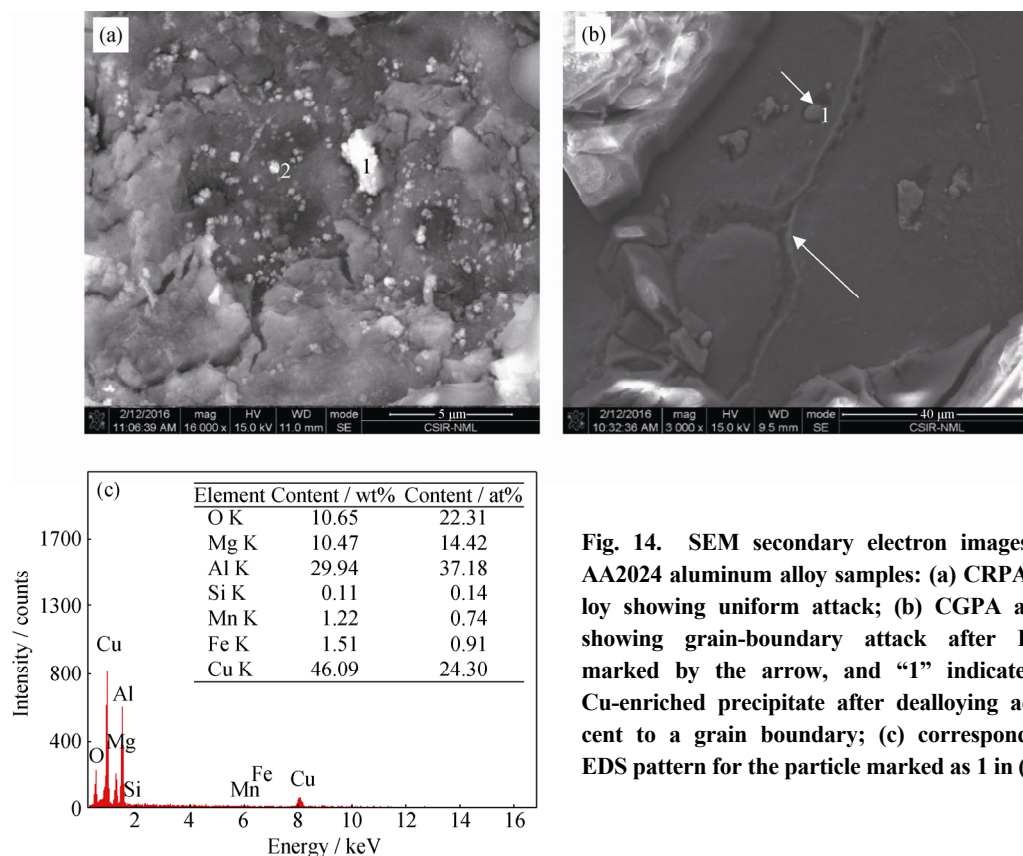 (a)
1
2
2/12/2016 mag HV WD mode 5 µm
11:06:39 AM 16 000 x 15.0 kV 11.0 mm SE CSIR-NML
(b)
1
2/12/2016 mag HV WD mode 40 µm
10:32:36 AM 3 000 x 15.0 kV 9.5 mm SE CSIR-NML
(c)
Element Content / wt% Content / at%
O K 10.65 22.31
Mg K 10.47 14.42
Al K 29.94 37.18
Si K 0.11 0.14
Mn K 1.22 0.74
Fe K 1.51 0.91
Cu K 46.09 24.30
Intensity / counts
1700
1300
800
400
0
Cu
Al
O
Mg
Si
Mn
Fe
Cu
2 4 6 8 10 12 14 16
Energy / keV
Fig. 14. SEM secondary electron images
AA2024 aluminum alloy samples: (a) CRPA
loy showing uniform attack; (b) CGPA a
showing grain-boundary attack after
marked by the arrow, and “1” indicate
Cu-enriched precipitate after dealloying a
cent to a grain boundary; (c) correspond
EDS pattern for the particle marked as 1 in (